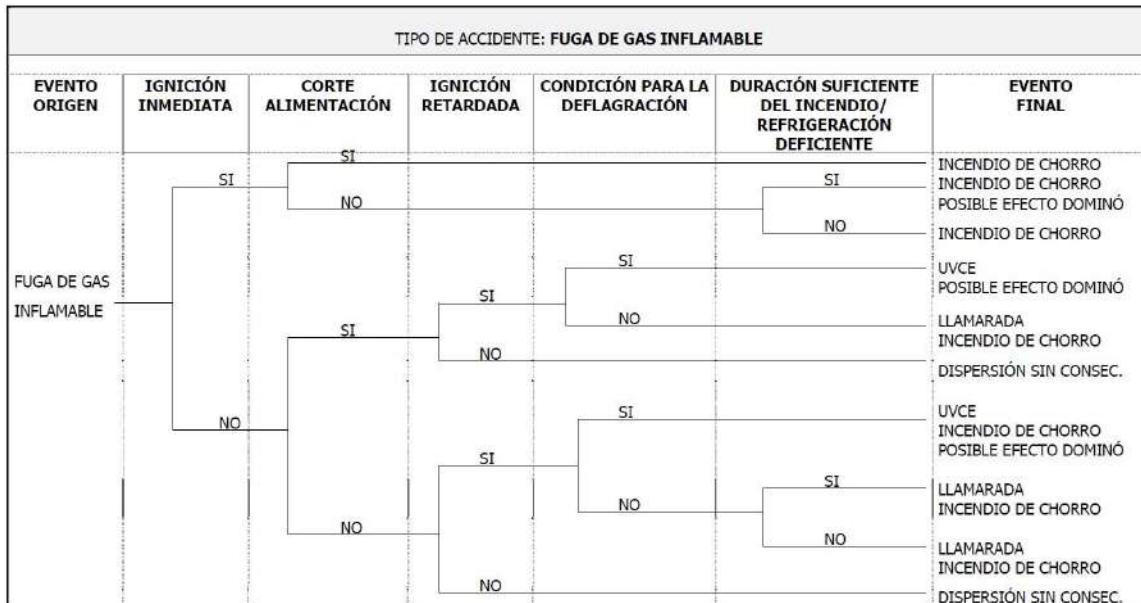 TIPO DE ACCIDENTE: FUGA DE GAS INFLAMABLE
EVENTO ORIGEN
IGNICIÓN INMEDIATA
CORTE ALIMENTACIÓN
IGNICIÓN RETARDADA
CONDICIÓN PARA LA DEFLAGRACIÓN
DURACIÓN SUFICIENTE DEL INCENDIO/ REFRIGERACIÓN DEFICIENTE
EVENTO FINAL
SI
INCENDIO DE CHORRO
SI
SI
INCENDIO DE CHORRO
NO
POSIBLE EFECTO DOMINÓ
NO
INCENDIO DE CHORRO
SI
UVCE
FUGA DE GAS
POSIBLE EFECTO DOMINÓ
INFLAMABLE
SI
NO
LLAMARADA
SI
INCENDIO DE CHORRO
NO
DISPERSIÓN SIN CONSEC.
SI
UVCE
NO
INCENDIO DE CHORRO
POSIBLE EFECTO DOMINÓ
SI
SI
LLAMARADA
NO
INCENDIO DE CHORRO
NO
NO
LLAMARADA
INCENDIO DE CHORRO
NO
DISPERSIÓN SIN CONSEC.